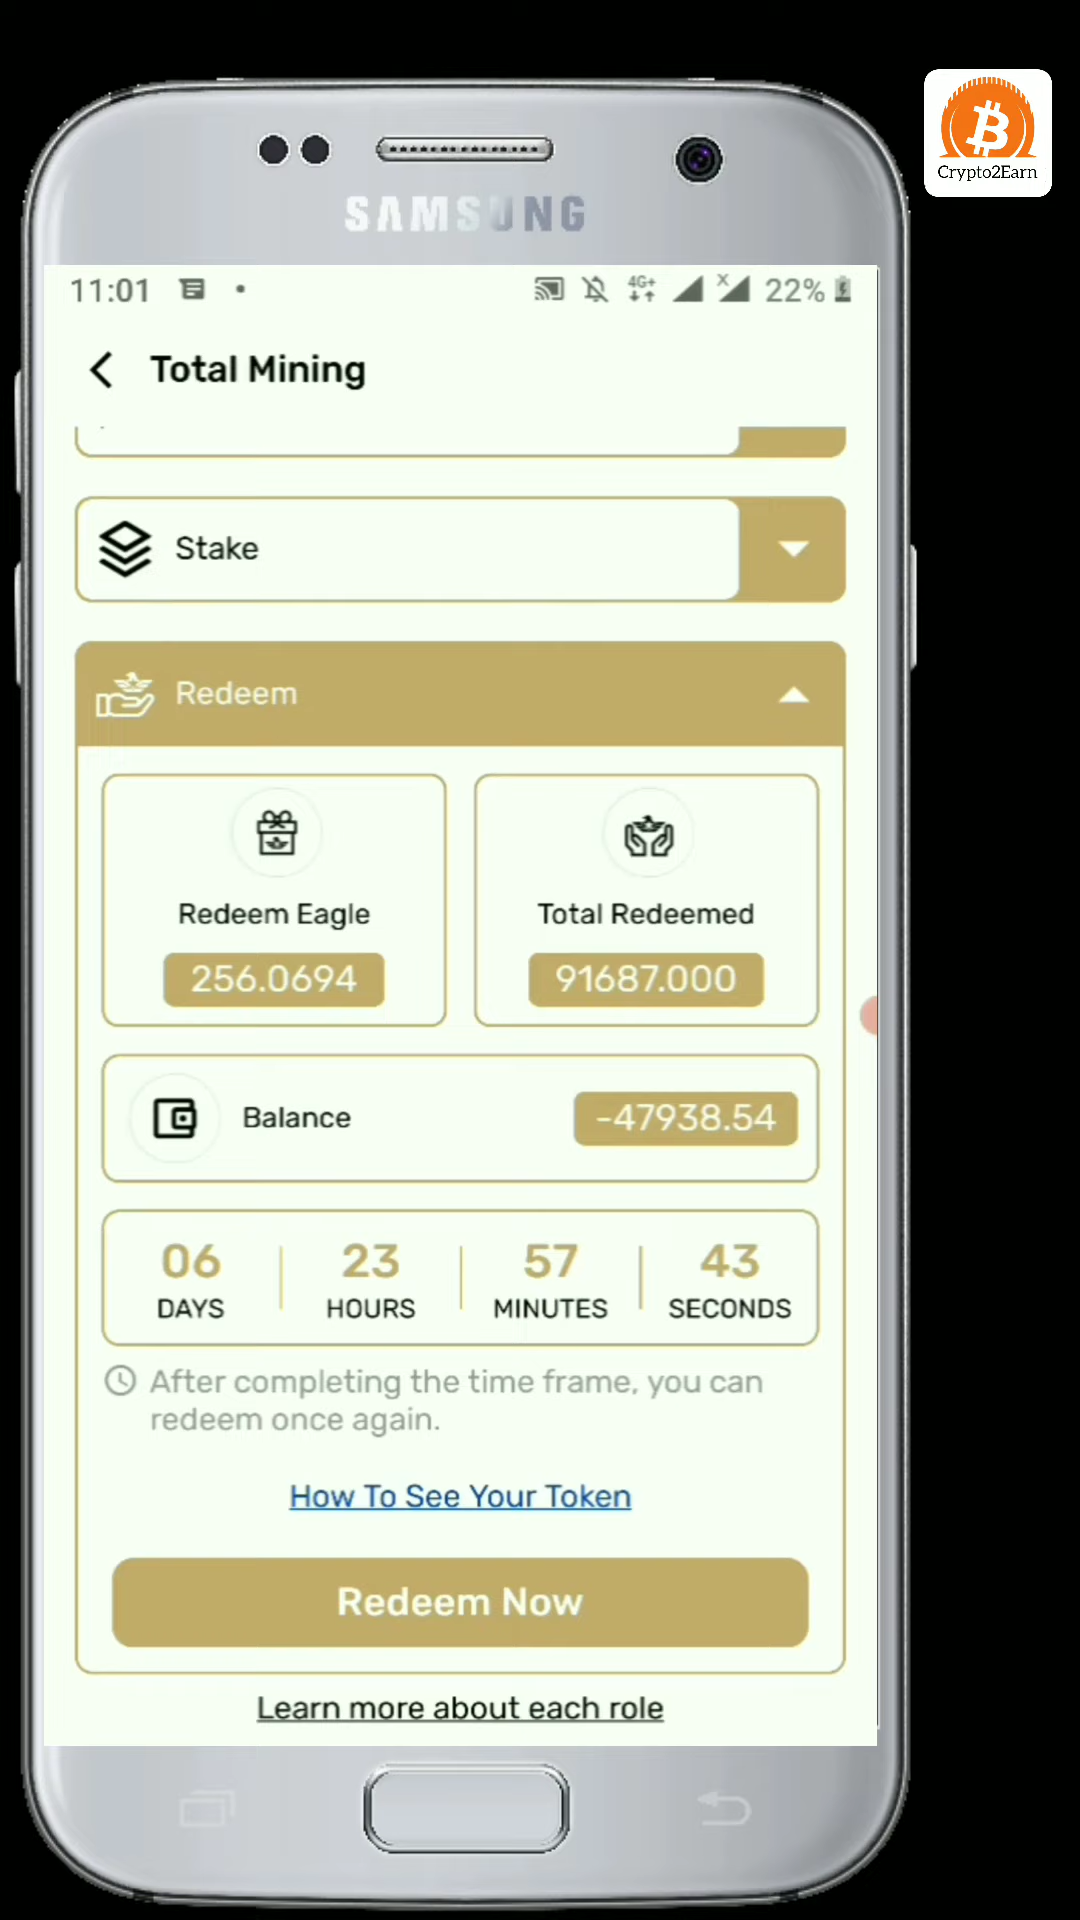 Crypto2Earn
SAMSUNG
11:01
4G+
22%
Total Mining
Stake
Redeem
Redeem Eagle
256.0694
Total Redeemed
91687.000
Balance
-47938.54
06
DAYS
23
HOURS
57
MINUTES
43
SECONDS
After completing the time frame, you can
redeem once again.
How To See Your Token
Redeem Now
Learn more about each role